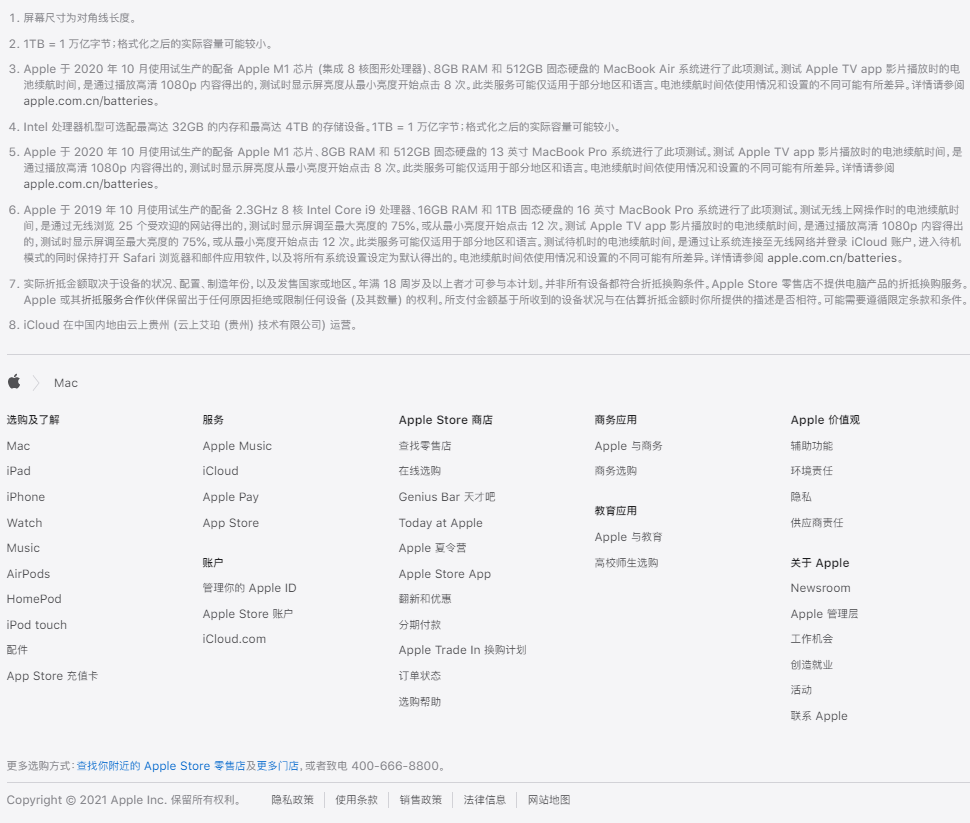 1. 屏幕尺寸为对角线长度。
2. 1TB = 1 万亿字节；格式化之后的实际容量可能较小。
3. Apple 于 2020 年 10 月使用试生产的配备 Apple M1 芯片 (集成 8 核图形处理器)、8GB RAM 和 512GB 固态硬盘的 MacBook Air 系统进行了此项测试。测试 Apple TV app 影片播放时的电
池续航时间，是通过播放高清 1080p 内容得出的，测试时显示屏亮度从最小亮度开始点击 8 次。此类服务可能仅适用于部分地区和语言。电池续航时间依使用情况和设置的不同可能有所差异。详情请参阅
apple.com.cn/batteries。
4. Intel 处理器机型可选配最高达 32GB 的内存和最高达 4TB 的存储设备。1TB = 1 万亿字节；格式化之后的实际容量可能较小。
5. Apple 于 2020 年 10 月使用试生产的配备 Apple M1 芯片、8GB RAM 和 512GB 固态硬盘的 13 英寸 MacBook Pro 系统进行了此项测试。测试 Apple TV app 影片播放时的电池续航时间，是
通过播放高清 1080p 内容得出的，测试时显示屏亮度从最小亮度开始点击 8 次。此类服务可能仅适用于部分地区和语言。电池续航时间依使用情况和设置的不同可能有所差异。详情请参阅
apple.com.cn/batteries。
6. Apple 于 2019 年 10 月使用试生产的配备 2.3GHz 8 核 Intel Core i9 处理器、16GB RAM 和 1TB 固态硬盘的 16 英寸 MacBook Pro 系统进行了此项测试。测试无线上网操作时的电池续航时
间，是通过无线浏览 25 个受欢迎的网站得出的，测试时显示屏调至最大亮度的 75%，或从最小亮度开始点击 12 次。测试 Apple TV app 影片播放时的电池续航时间，是通过播放高清 1080p 内容得出
的，测试时显示屏调至最大亮度的 75%，或从最小亮度开始点击 12 次。此类服务可能仅适用于部分地区和语言。测试待机时的电池续航时间，是通过让系统连接至无线网络并登录 iCloud 账户，进入待机
模式的同时保持打开 Safari 浏览器和邮件应用软件，以及将所有系统设置设定为默认得出的。电池续航时间依使用情况和设置的不同可能有所差异。详情请参阅 apple.com.cn/batteries。
7. 实际折抵金额取决于设备的状况、配置、制造年份，以及发售国家或地区。年满 18 周岁及以上者才可参与本计划。并非所有设备都符合折抵换购条件。Apple Store 零售店不提供电脑产品的折抵换购服务。
Apple 或其折抵服务合作伙伴保留出于任何原因拒绝或限制任何设备 (及其数量) 的权利。所支付金额基于所收到的设备状况与在估算折抵金额时你所提供的描述是否相符。可能需要遵循限定条款和条件。
8. iCloud 在中国内地由云上贵州 (云上艾珀 (贵州) 技术有限公司) 运营。
Mac
选购及了解
Mac
iPad
iPhone
Watch
Music
AirPods
HomePod
iPod touch
配件
App Store 充值卡
服务
Apple Music
iCloud
Apple Pay
App Store
账户
管理你的 Apple ID
Apple Store 账户
iCloud.com
Apple Store 商店
查找零售店
在线选购
Genius Bar 天才吧
Today at Apple
Apple 夏令营
Apple Store App
翻新和优惠
分期付款
Apple Trade In 换购计划
订单状态
选购帮助
商务应用
Apple 与商务
商务选购
教育应用
Apple 与教育
高校师生选购
Apple 价值观
辅助功能
环境责任
隐私
供应商责任
关于 Apple
Newsroom
Apple 管理层
工作机会
创造就业
活动
联系 Apple
更多选购方式：查找你附近的 Apple Store 零售店及更多门店，或者致电 400-666-8800。
Copyright © 2021 Apple Inc. 保留所有权利。 隐私政策 使用条款 销售政策 法律信息 网站地图